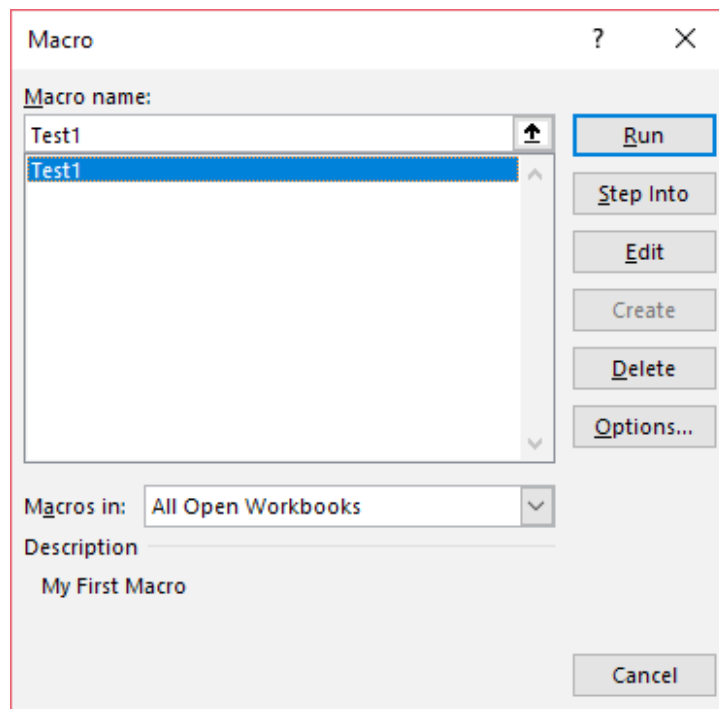 Macro ?
Macro name:
Test1
Test1
Run
Step Into
Edit
Create
Delete
Options...
Macros in: All Open Workbooks
Description
My First Macro
Cancel